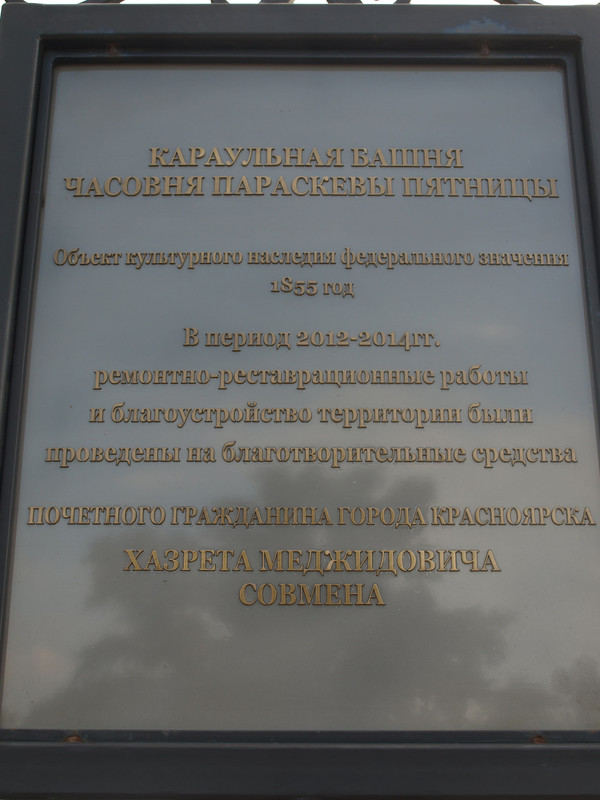 КАРАУЛЬНАЯ БАШНЯ
ЧАСОВНЯ ПАРАСКЕВЫ ПЯТНИЦЫ
Объект культурного наследия федерального значения
1855 год
В период 2012-2014гг.
ремонтно-реставрационные работы
и благоустройство территории были
проведены на благотворительные средства
ПОЧЕТНОГО ГРАЖДАНИНА ГОРОДА КРАСНОЯРСКА
ХАЗРЕТА МЕДЖИДОВИЧА
СОВМЕНА